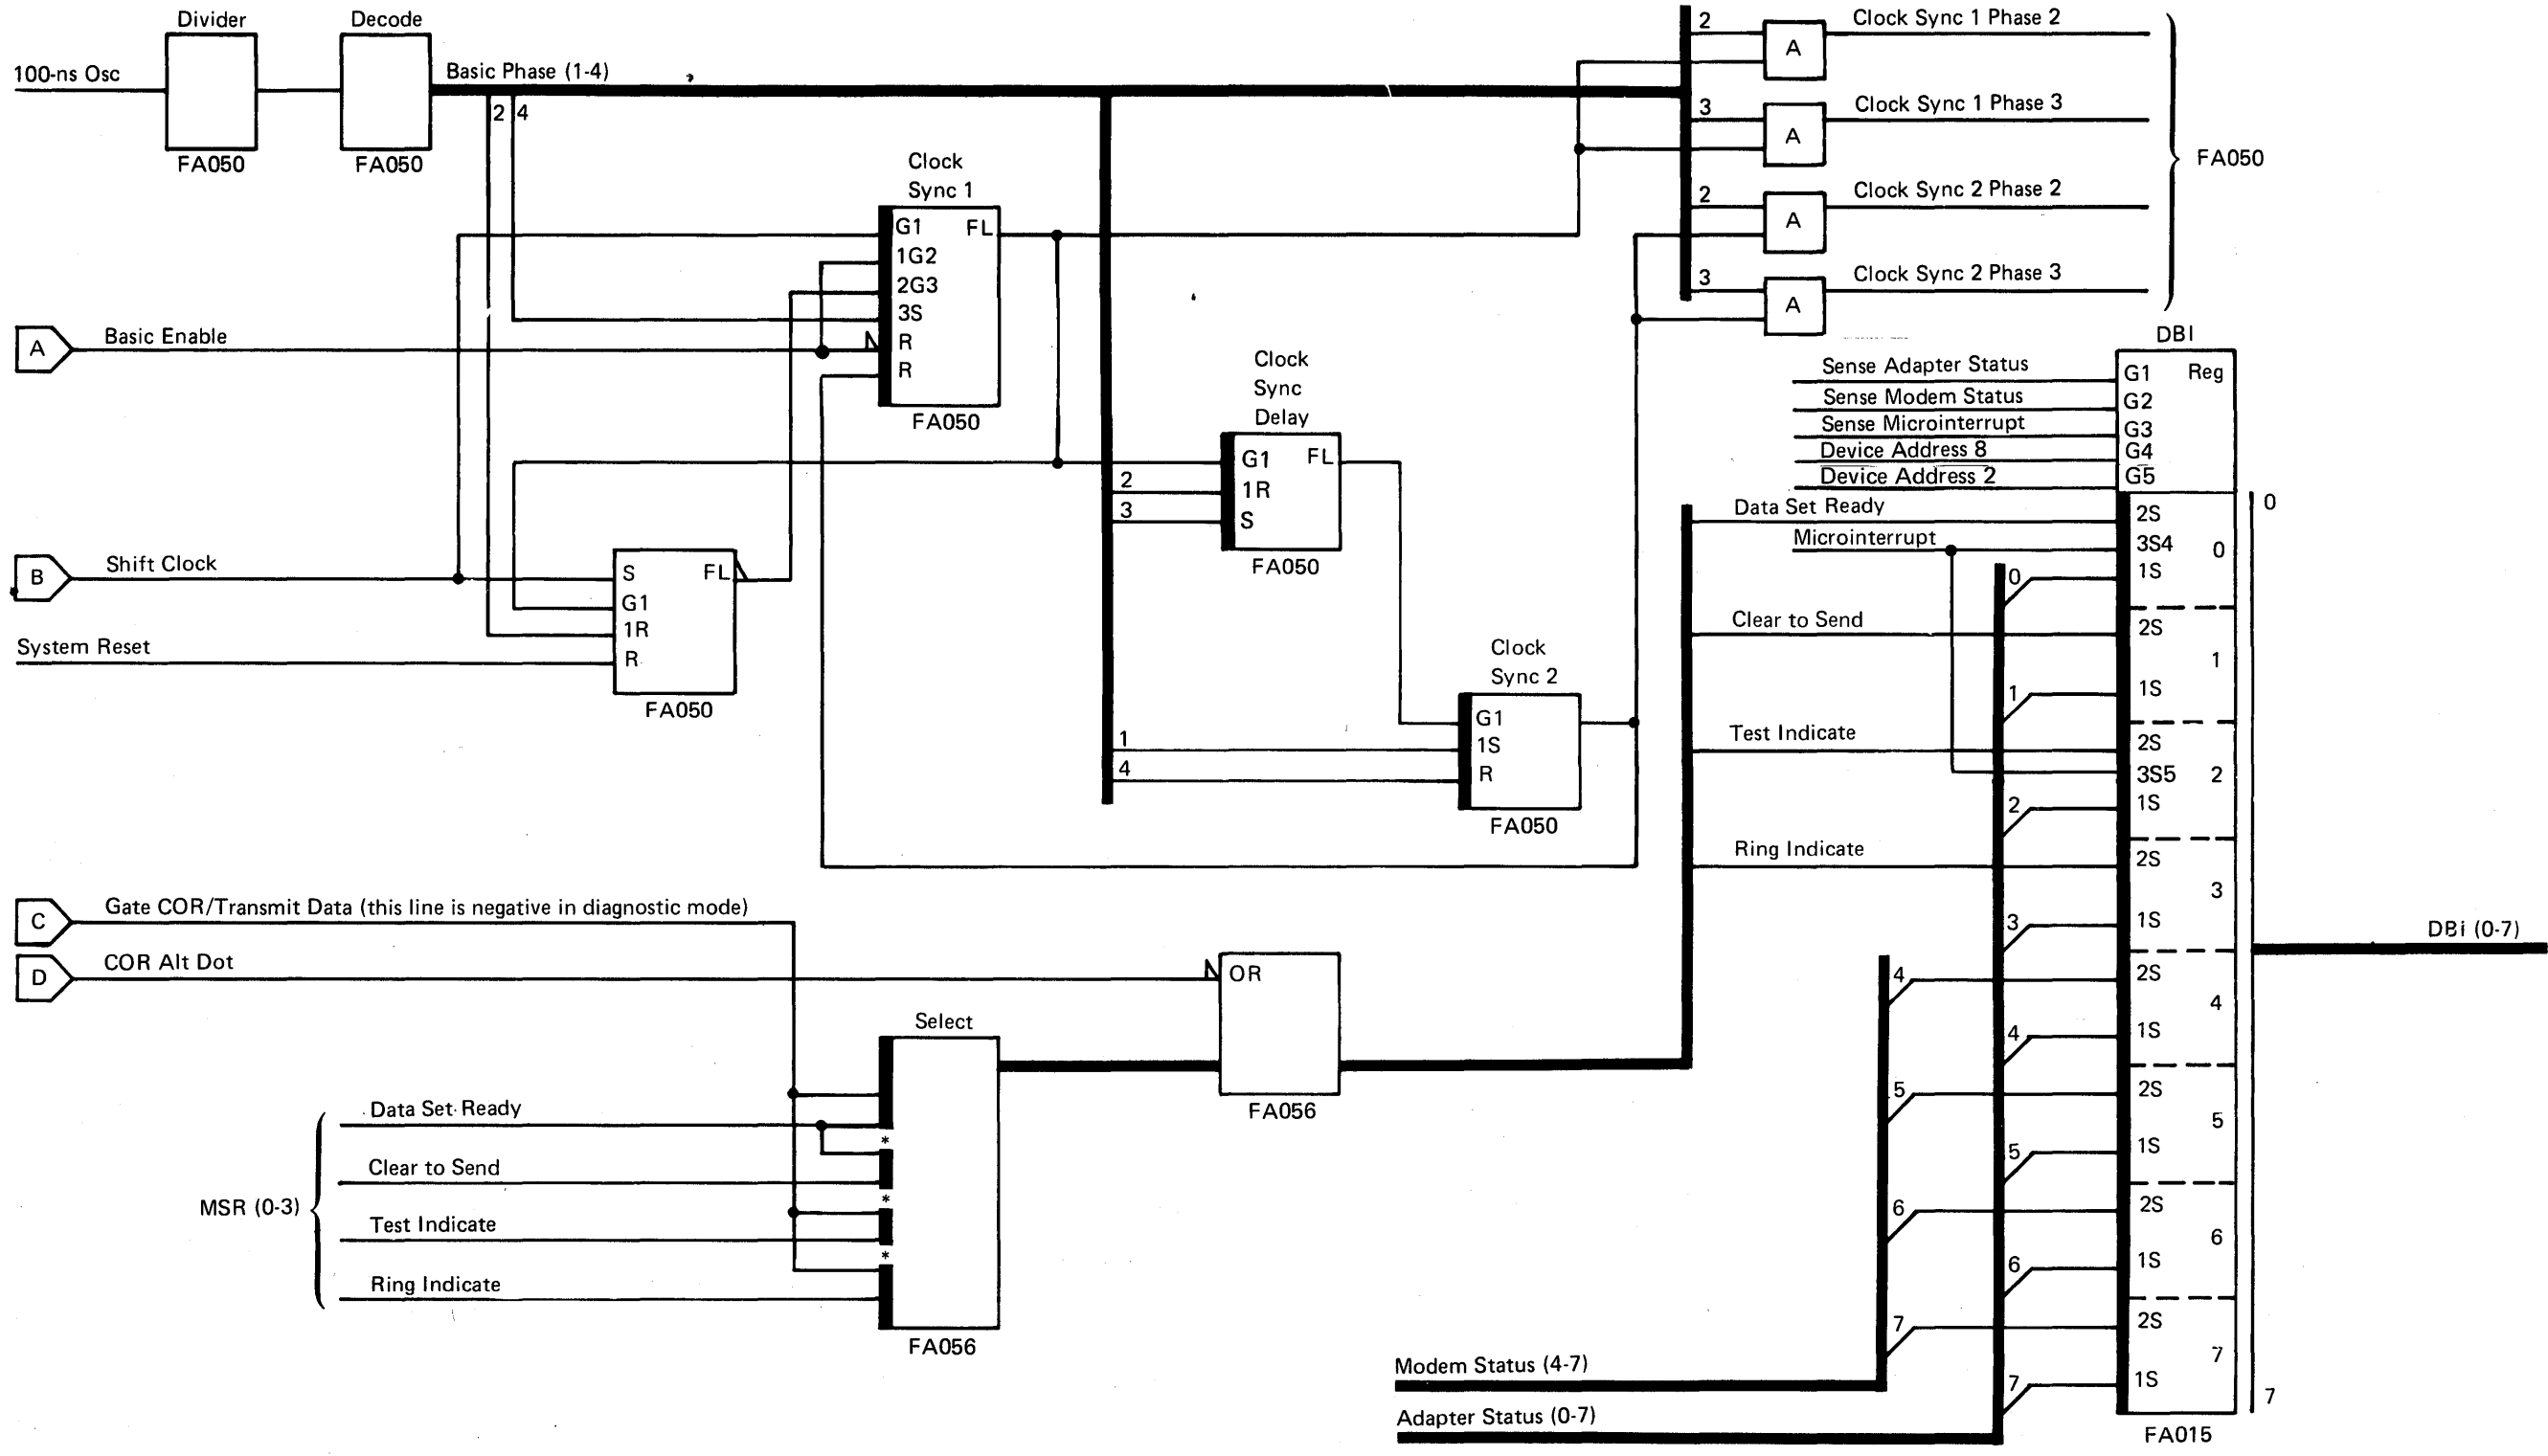 Divider
Decode
100-ns Osc
FA050
FA050
Basic Phase (1-4)
2 4
Clock
Sync 1
G1 FL
1G2
2G3
3S
R
R
FA050
2
3
2
3
A
A
A
A
Clock Sync 1 Phase 2
Clock Sync 1 Phase 3
Clock Sync 2 Phase 2
Clock Sync 2 Phase 3
FA050
A Basic Enable
B Shift Clock
System Reset
S FL
G1
1R
R
FA050
Clock
Sync
Delay
2
3
G1 FL
1R
S
FA050
Clock
Sync 2
1
4
G1
1S
R
FA050
C Gate COR/Transmit Data (this line is negative in diagnostic mode)
D COR Alt Dot
OR
FA056
Select
MSR (0-3)
Data Set Ready
Clear to Send
Test Indicate
Ring Indicate
*
*
*
FA056
DBI
Sense Adapter Status
Sense Modem Status
Sense Microinterrupt
Device Address 8
Device Address 2
G1 Reg
G2
G3
G4
G5
Data Set Ready
Microinterrupt
Clear to Send
Test Indicate
Ring Indicate
4
5
6
7
0
1
2
3
4
5
6
7
2S
3S4 0
1S
2S
1
1S
2S
3S5 2
1S
2S
3
1S
2S
4
1S
2S
5
1S
2S
6
1S
2S
7
1S
0
7
DBi (0-7)
Modem Status (4-7)
Adapter Status (0-7)
FA015